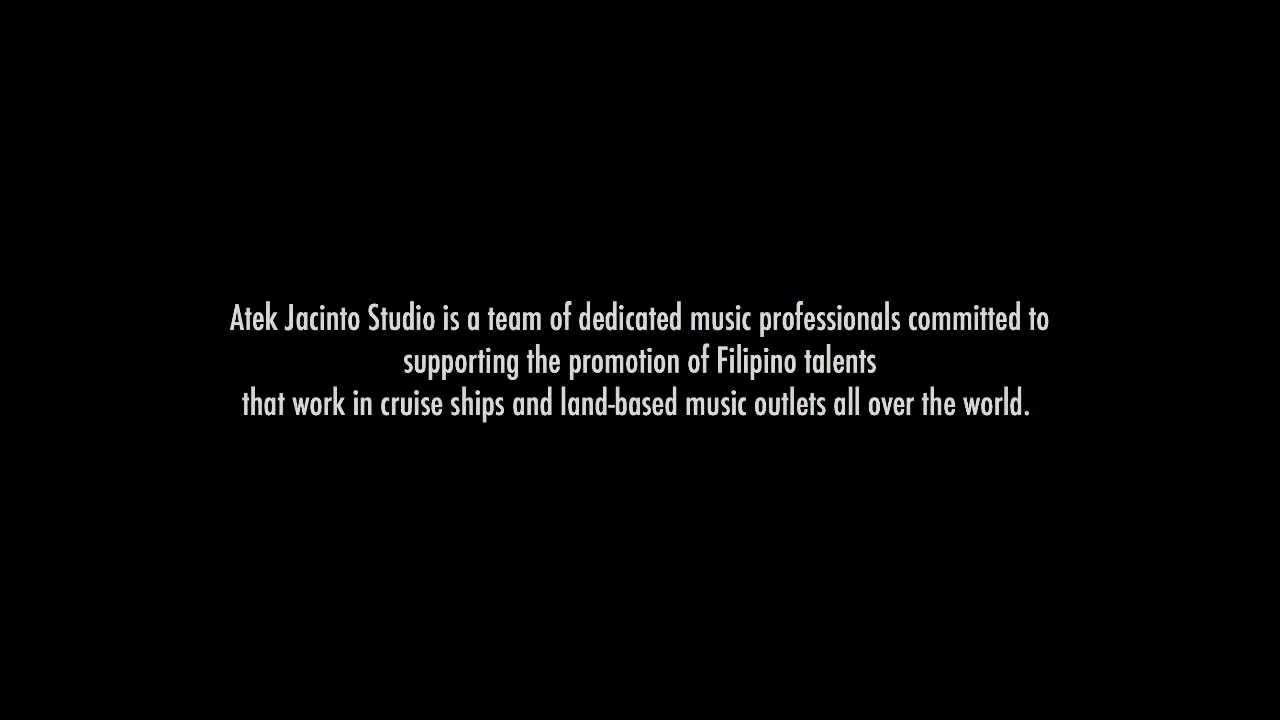 Atek Jacinto Studio is a team of dedicated music professionals committed to
supporting the promotion of Filipino talents
that work in cruise ships and land-based music outlets all over the world.